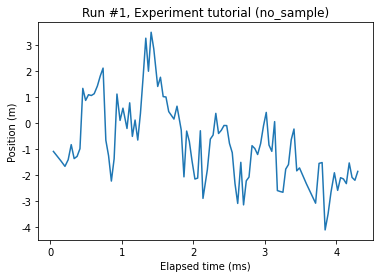 Run #1, Experiment tutorial (no_sample)
Position (m)
3
2
1
0
-1
-2
-3
-4
0 1 2 3 4
Elapsed time (ms)